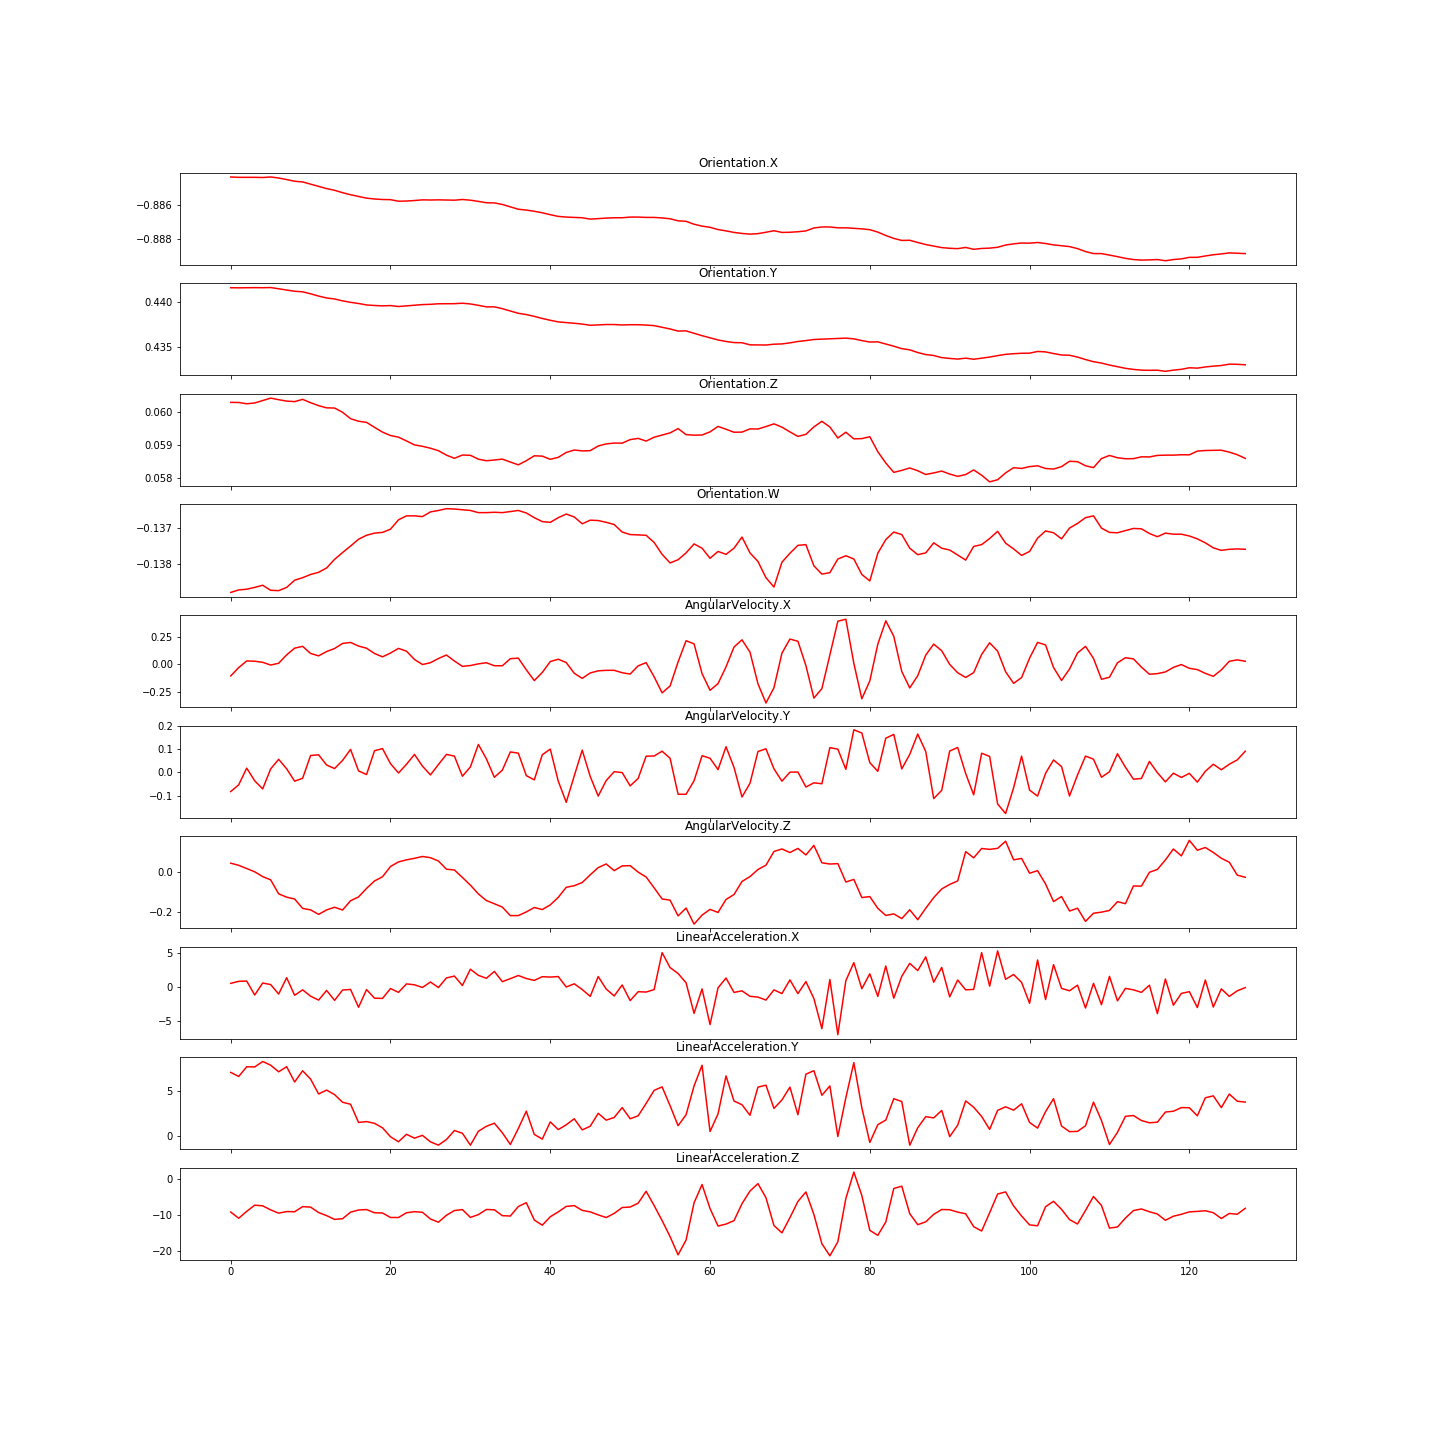 Orientation.X
−0.886
−0.888
Orientation.Y
0.440
0.435
Orientation.Z
0.060
0.059
0.058
Orientation.W
−0.137
−0.138
AngularVelocity.X
0.25
0.00
−0.25
AngularVelocity.Y
0.2
0.1
0.0
−0.1
AngularVelocity.Z
0.0
−0.2
LinearAcceleration.X
5
0
−5
LinearAcceleration.Y
5
0
LinearAcceleration.Z
0
−10
−20
0 20 40 60 80 100 120